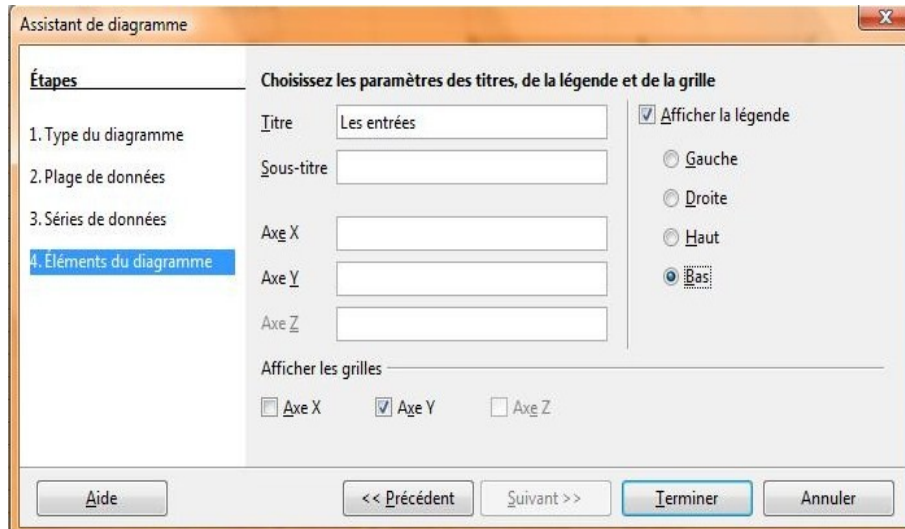 Assistant de diagramme
Étapes
1. Type du diagramme
2. Plage de données
3. Séries de données
4. Éléments du diagramme
Choisissez les paramètres des titres, de la légende et de la grille
Titre
Les entrées
Sous-titre
Axe X
Axe Y
Axe Z
Afficher la légende
Gauche
Droite
Haut
Bas
Afficher les grilles
Axe X Axe Y Axe Z
Aide << Précédent Suivant >> Terminer Annuler